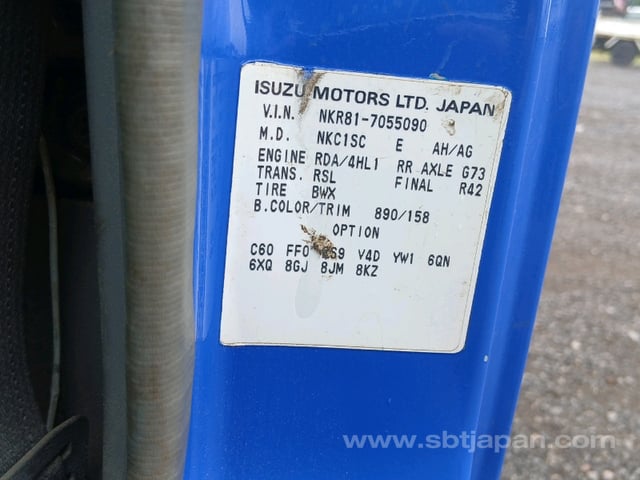 ISUZU MOTORS LTD. JAPAN
V.I.N. NKR81-7055090
M.D. NKC1SC E AH/AG
ENGINE RDA/4HL1 RR AXLE G73
TRANS. RSL FINAL R42
TIRE BWX
B.COLOR/TRIM 890/158
OPTION
C60 FF0 V4D YW1 6QN
6XQ 8GJ 8JM 8KZ
www.sbtjapan.com